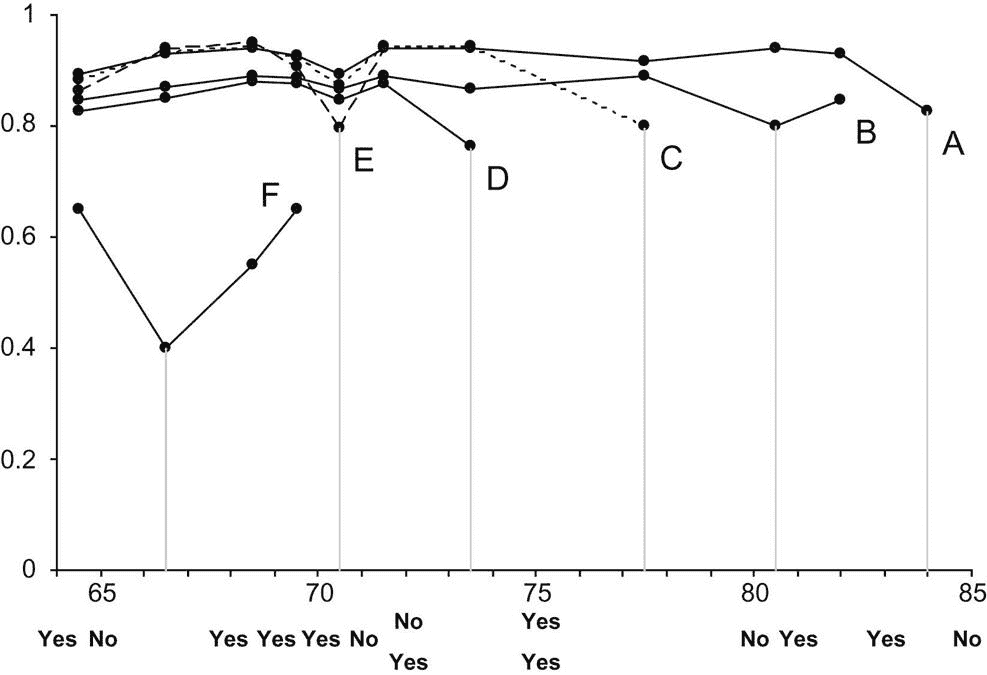 1
0.8
B
A
E
C
D
F
0.6
0.4
0.2
0
65 70 75 80 85
No Yes
Yes No Yes Yes Yes No No Yes Yes No
Yes Yes